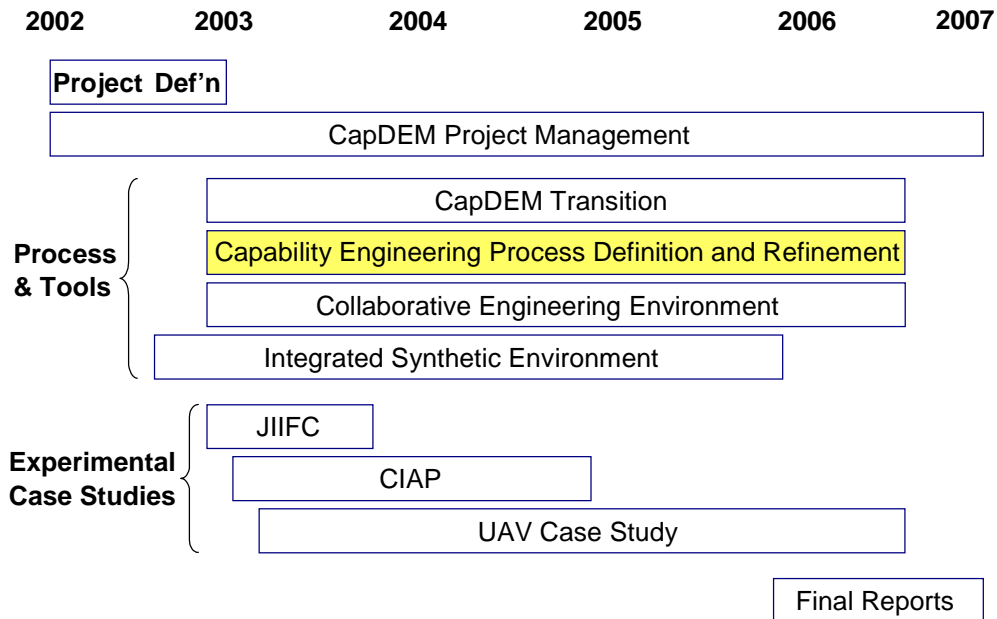 2002 2003 2004 2005 2006 2007
Project Def'n
CapDEM Project Management
CapDEM Transition
Process
& Tools
Capability Engineering Process Definition and Refinement
Collaborative Engineering Environment
Integrated Synthetic Environment
JIIFC
Experimental
Case Studies
CIAP
UAV Case Study
Final Reports